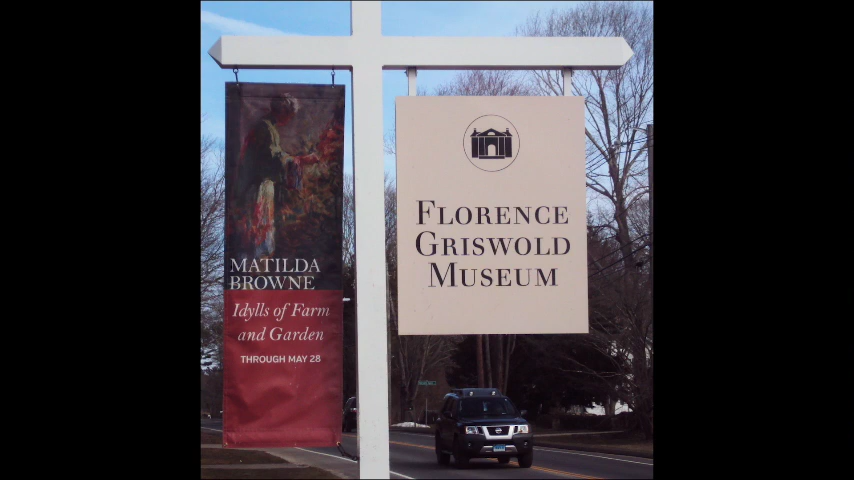 MATILDA
BROWNE
Idylls of Farm
and Garden
THROUGH MAY 28
FLORENCE
GRISWOLD
MUSEUM